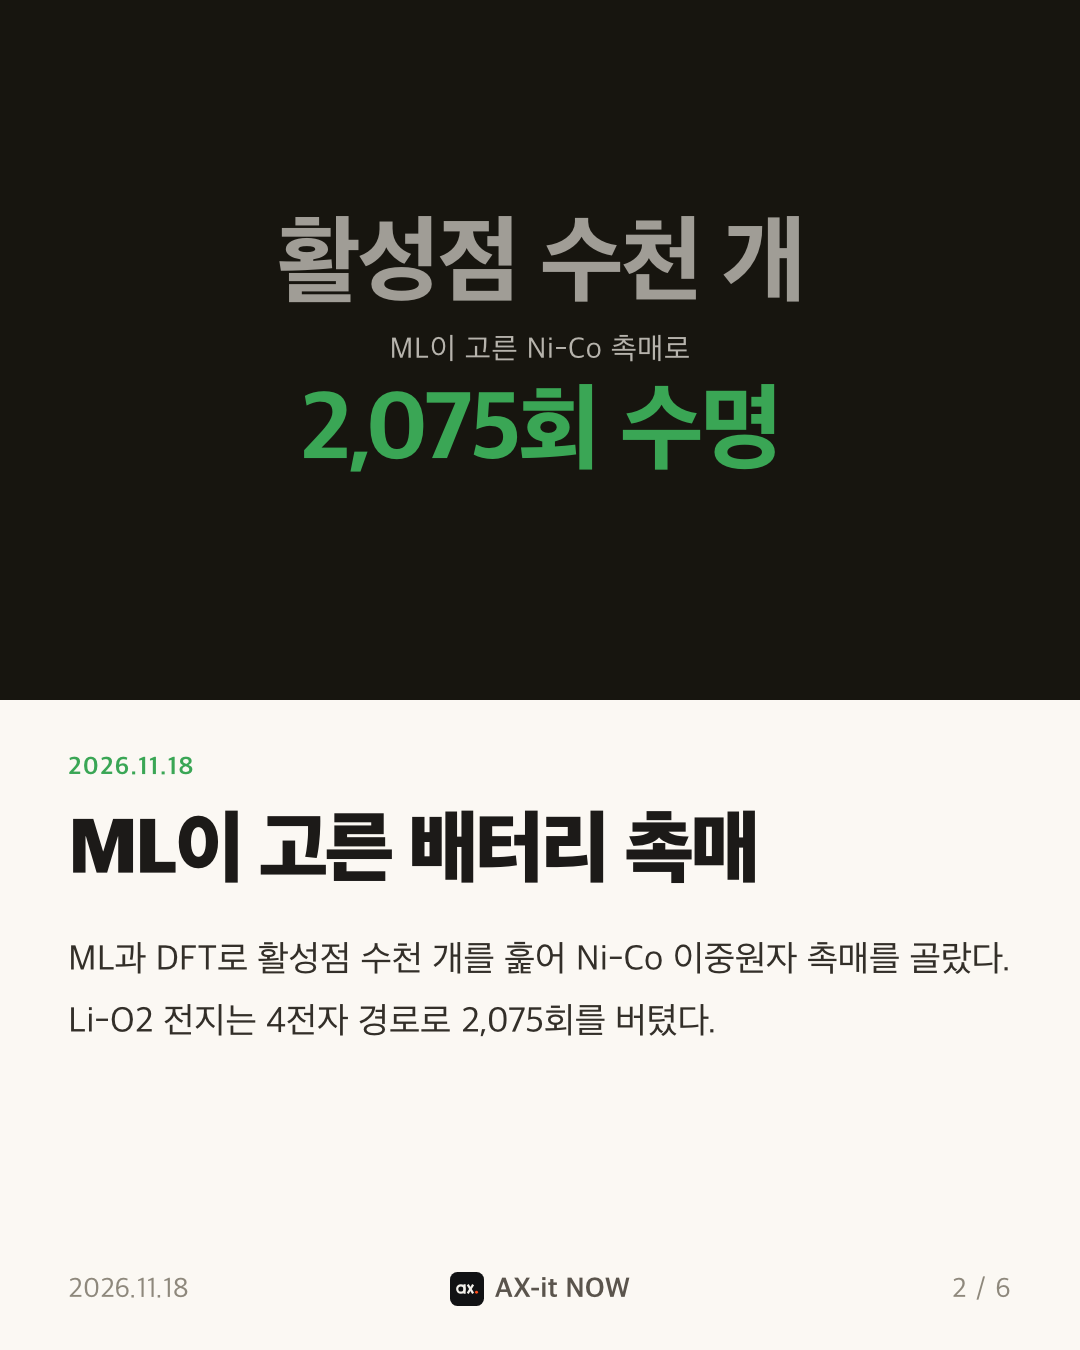 활성점 수천 개
ML이 고른 Ni-Co 촉매로
2,075회 수명
2026.11.18
ML이 고른 배터리 촉매
ML과 DFT로 활성점 수천 개를 훑어 Ni-Co 이중원자 촉매를 골랐다.
Li-O2 전지는 4전자 경로로 2,075회를 버텼다.
2026.11.18
ax. AX-it NOW
2 / 6